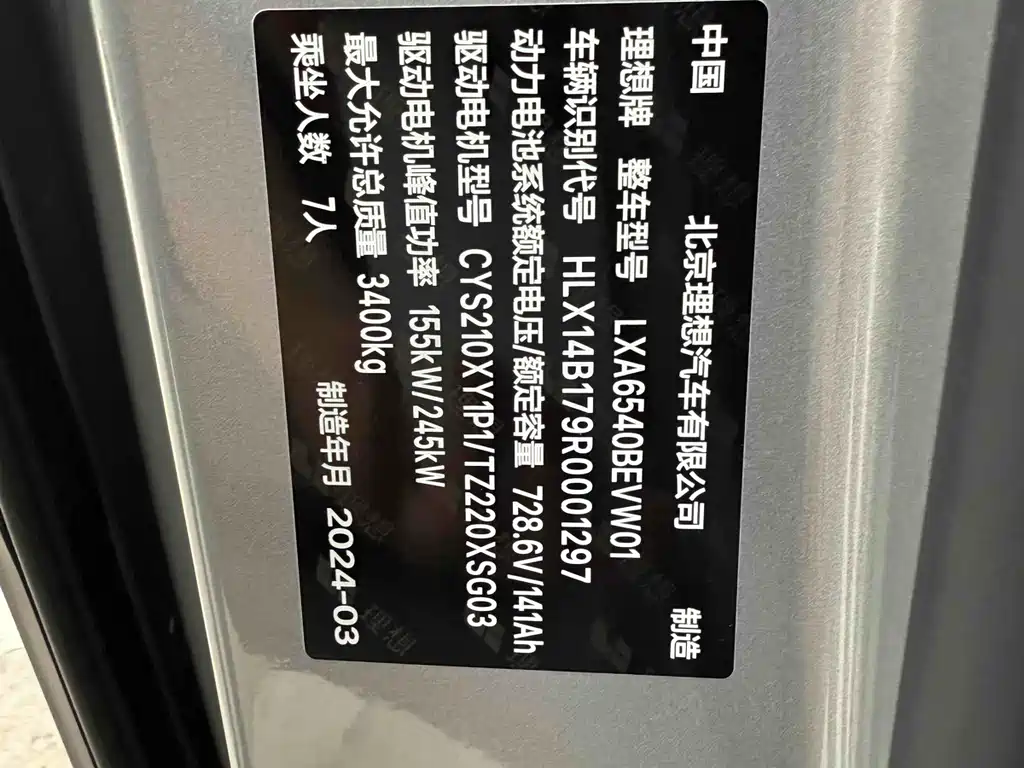 中国 北京理想汽车有限公司 制造
理想牌 整车型号 LXA6540BEVW01
车辆识别代号 HLX14B179R0001297
动力电池系统额定电压/额定容量 728.6V/141Ah
驱动电机型号 CYS210XY1P1/TZ220XSG03
驱动电机峰值功率 155kW/245kW
最大允许总质量 3400kg
乘坐人数 7人 制造年月 2024-03
理想